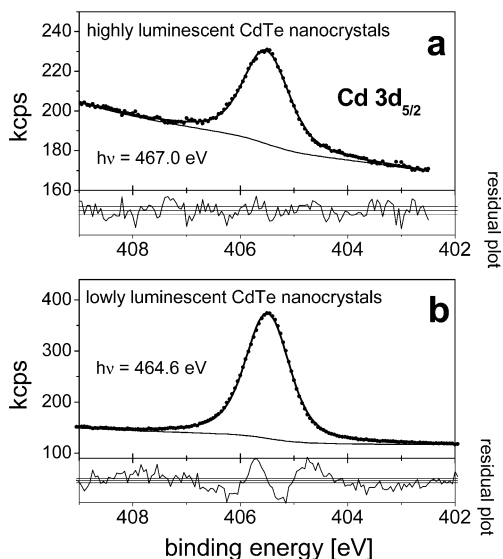 240
220
200
180
160
kcps
highly luminescent CdTe nanocrystals
a
Cd 3d5/2
hν = 467.0 eV
residual plot
408 406 404 402
400
300
200
100
kcps
lowly luminescent CdTe nanocrystals
b
hν = 464.6 eV
residual plot
408 406 404 402
binding energy [eV]